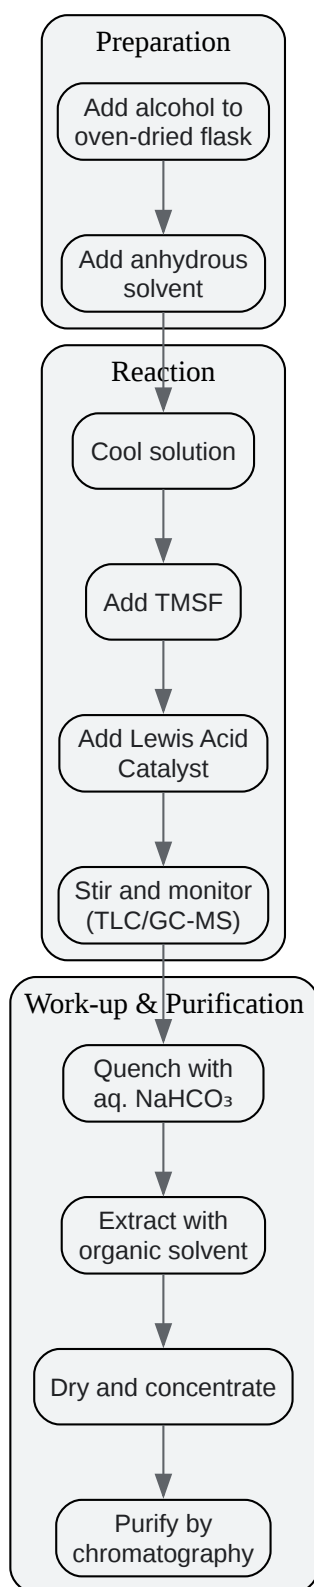 Preparation
Add alcohol to
oven-dried flask
Add anhydrous
solvent
Reaction
Cool solution
Add TMSF
Add Lewis Acid
Catalyst
Stir and monitor
(TLC/GC-MS)
Work-up & Purification
Quench with
aq. NaHCO₃
Extract with
organic solvent
Dry and concentrate
Purify by
chromatography